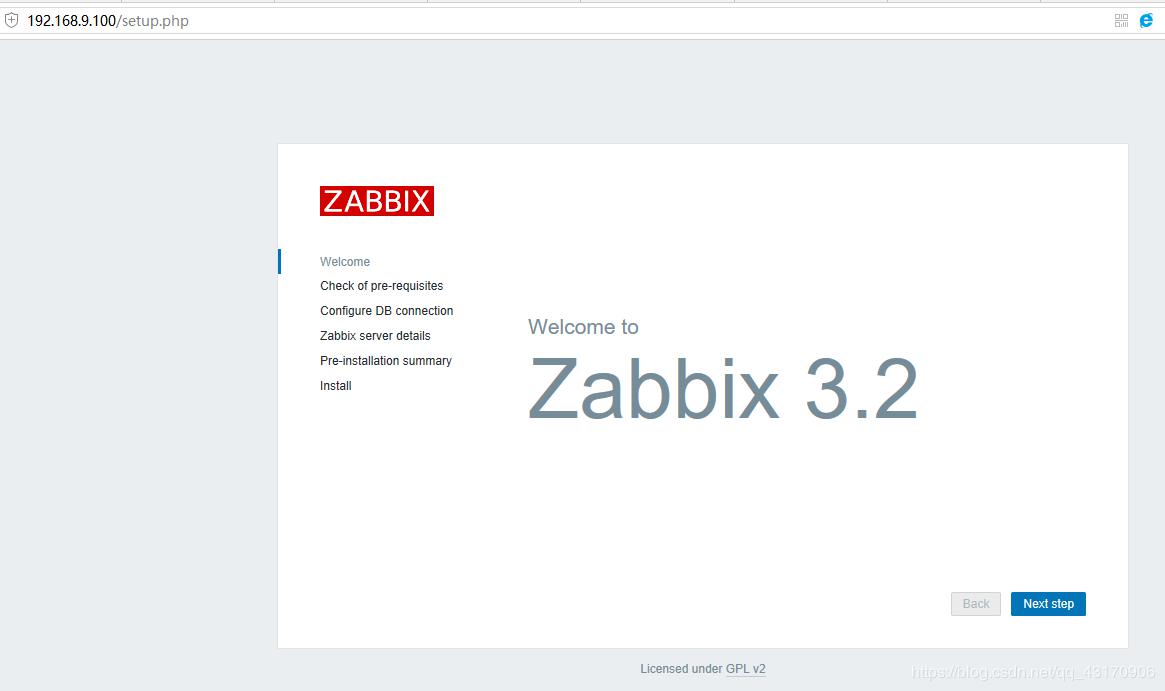 192.168.9.100/setup.php
ZABBIX
Welcome
Check of pre-requisites
Configure DB connection
Zabbix server details
Pre-installation summary
Install
Welcome to
Zabbix 3.2
Back
Next step
Licensed under GPL v2
https://blog.csdn.net/qq_43170906